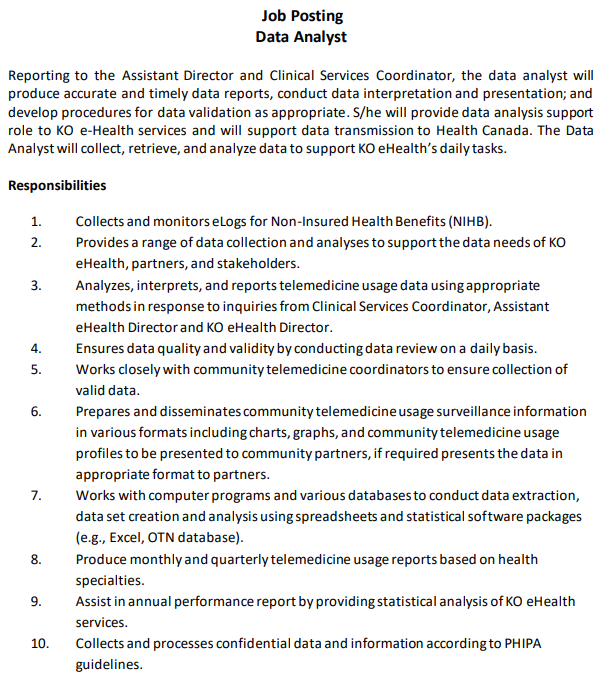 Job Posting
Data Analyst
Reporting to the Assistant Director and Clinical Services Coordinator, the data analyst will
produce accurate and timely data reports, conduct data interpretation and presentation; and
develop procedures for data validation as appropriate. S/he will provide data analysis support
role to KO e-Health services and will support data transmission to Health Canada. The Data
Analyst will collect, retrieve, and analyze data to support KO eHealth's daily tasks.
Responsibilities
1. Collects and monitors eLogs for Non-Insured Health Benefits (NIHB).
2. Provides a range of data collection and analyses to support the data needs of KO
eHealth, partners, and stakeholders.
3. Analyzes, interprets, and reports telemedicine usage data using appropriate
methods in response to inquiries from Clinical Services Coordinator, Assistant
eHealth Director and KO eHealth Director.
4. Ensures data quality and validity by conducting data review on a daily basis.
5. Works closely with community telemedicine coordinators to ensure collection of
valid data.
6. Prepares and disseminates community telemedicine usage surveillance information
in various formats including charts, graphs, and community telemedicine usage
profiles to be presented to community partners, if required presents the data in
appropriate format to partners.
7. Works with computer programs and various databases to conduct data extraction,
data set creation and analysis using spreadsheets and statistical software packages
(e.g., Excel, OTN database).
8. Produce monthly and quarterly telemedicine usage reports based on health
specialties.
9. Assist in annual performance report by providing statistical analysis of KO eHealth
services.
10. Collects and processes confidential data and information according to PHIPA
guidelines.